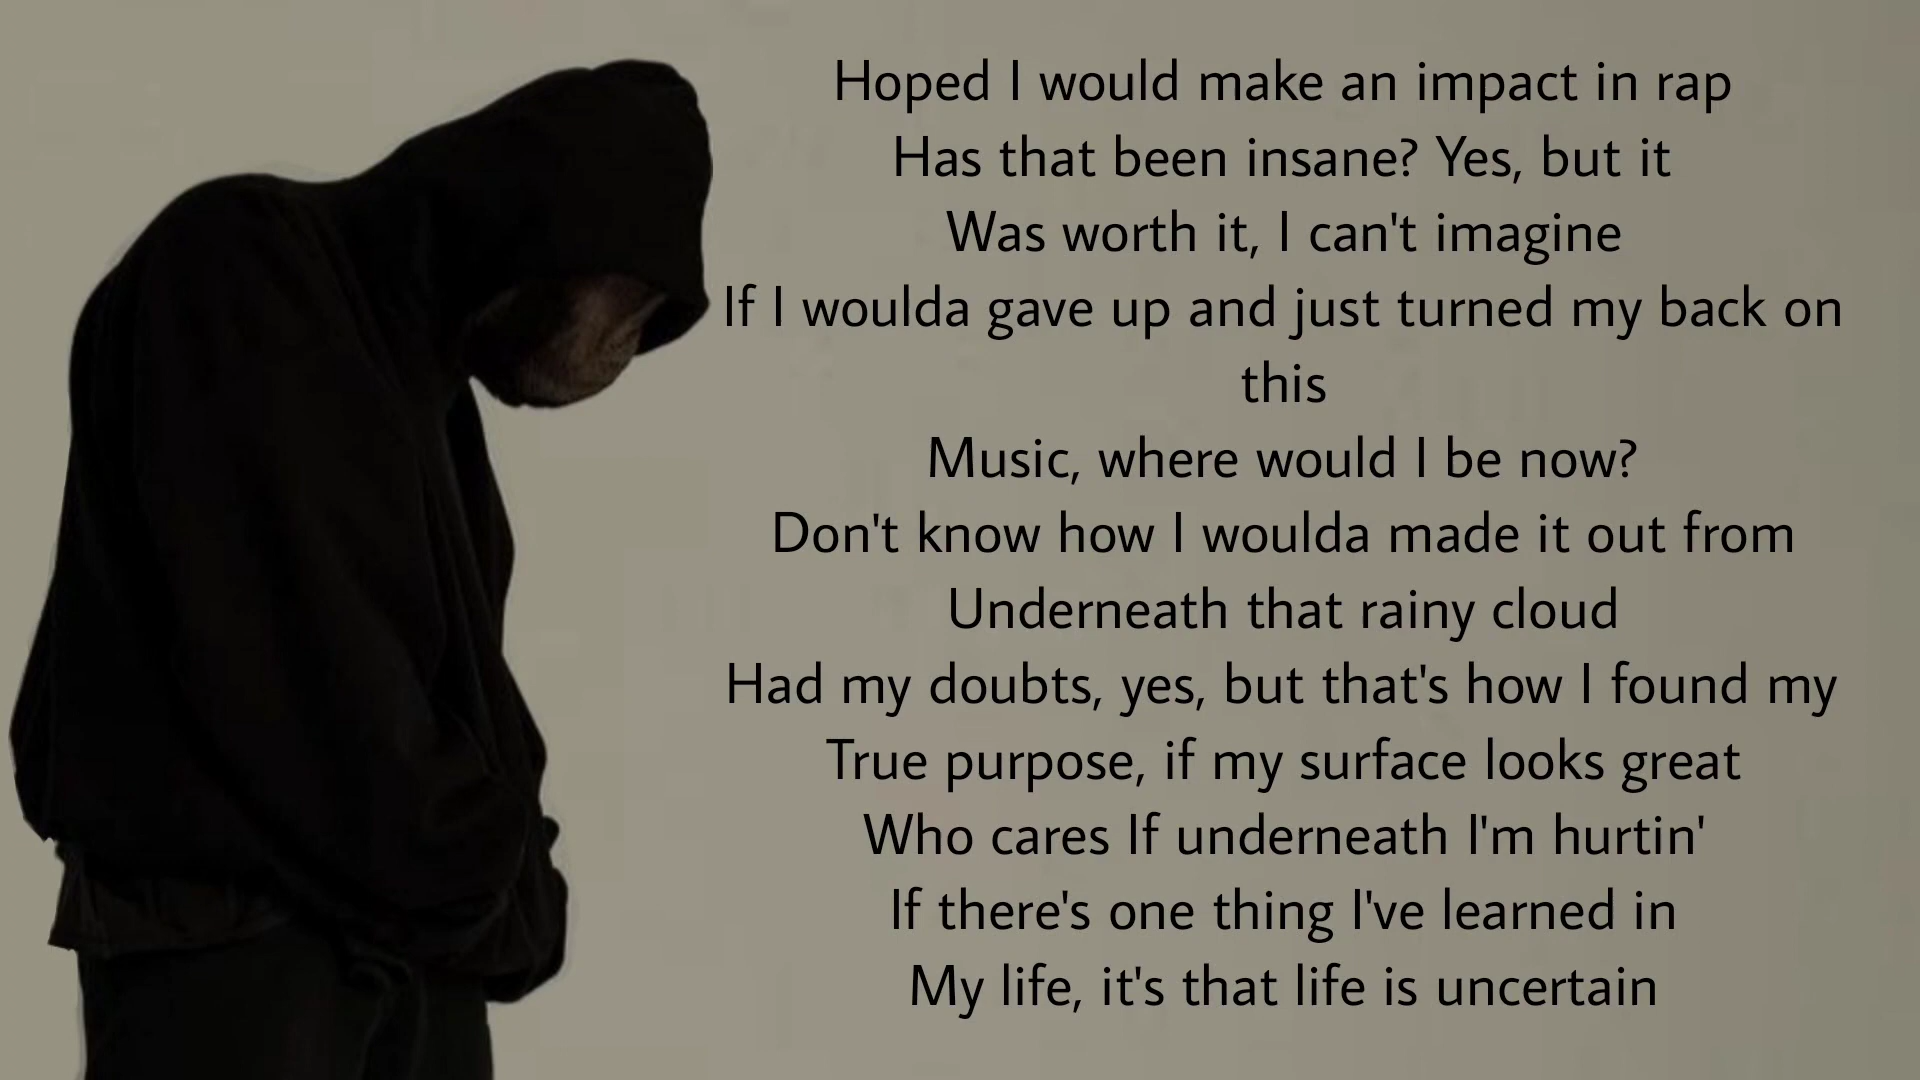 Hoped I would make an impact in rap
Has that been insane? Yes, but it
Was worth it, I can't imagine
If I woulda gave up and just turned my back on
this
Music, where would I be now?
Don't know how I woulda made it out from
Underneath that rainy cloud
Had my doubts, yes, but that's how I found my
True purpose, if my surface looks great
Who cares If underneath I'm hurtin'
If there's one thing I've learned in
My life, it's that life is uncertain